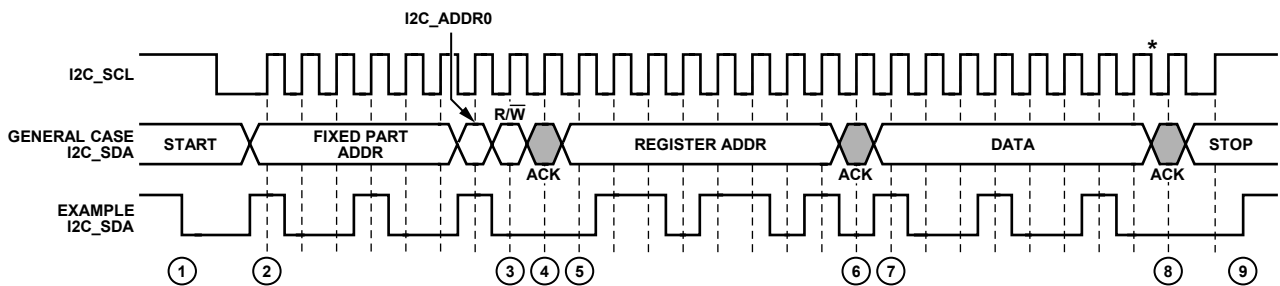 I2C_ADDR0
*
I2C_SCL
R/W̅
GENERAL CASE
I2C_SDA
START
FIXED PART
ADDR
ACK
REGISTER ADDR
ACK
DATA
ACK
STOP
EXAMPLE
I2C_SDA
1 2 3 4 5 6 7 8 9